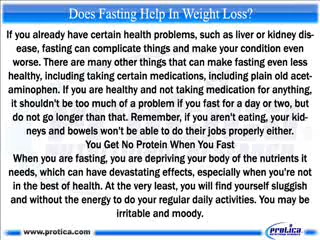 Does Fasting Help In Weight Loss?
If you already have certain health problems, such as liver or kidney dis-
ease, fasting can complicate things and make your condition even
worse. There are many other things that can make fasting even less
healthy, including taking certain medications, including plain old acet-
aminophen. If you are healthy and not taking medication for anything,
it shouldn't be too much of a problem if you fast for a day or two, but
do not go longer than that. Remember, if you aren't eating, your kid-
neys and bowels won't be able to do their jobs properly either.
You Get No Protein When You Fast
When you are fasting, you are depriving your body of the nutrients it
needs, which can have devastating effects, especially when you're not
in the best of health. At the very least, you will find yourself sluggish
and without the energy to do your regular daily activities. You may be
irritable and moody.
www.protica.com
protica